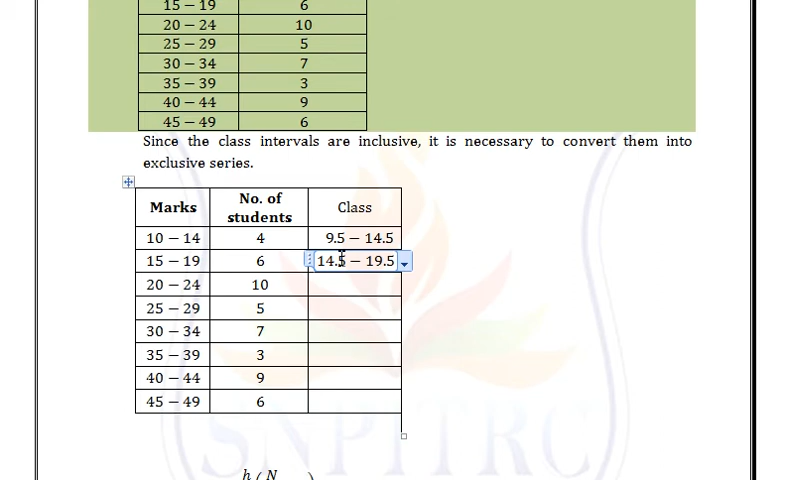 15 − 19 6
20 − 24 10
25 − 29 5
30 − 34 7
35 − 39 3
40 − 44 9
45 − 49 6
Since the class intervals are inclusive, it is necessary to convert them into
exclusive series.
Marks No. of students Class
10 − 14 4 9.5 − 14.5
15 − 19 6 14.5 − 19.5
20 − 24 10
25 − 29 5
30 − 34 7
35 − 39 3
40 − 44 9
45 − 49 6
SNPITRC
h ( N